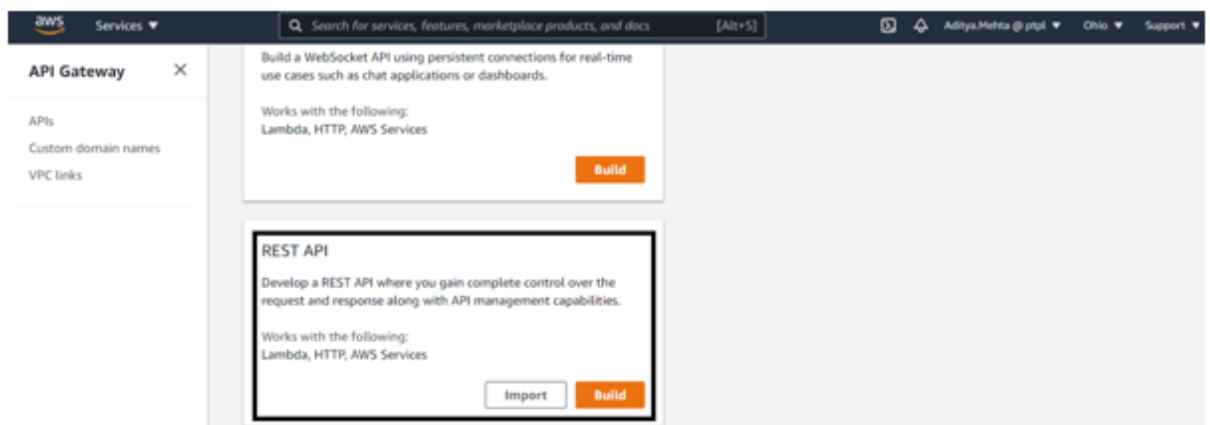 aws Services ▼ Search for services, features, marketplace products, and docs [Alt+S] Aditya.Mehta @ ptpl ▼ Ohio ▼ Support ▼
API Gateway ×
APIs
Custom domain names
VPC links
Build a WebSocket API using persistent connections for real-time
use cases such as chat applications or dashboards.
Works with the following:
Lambda, HTTP, AWS Services
Build
REST API
Develop a REST API where you gain complete control over the
request and response along with API management capabilities.
Works with the following:
Lambda, HTTP, AWS Services
Import Build